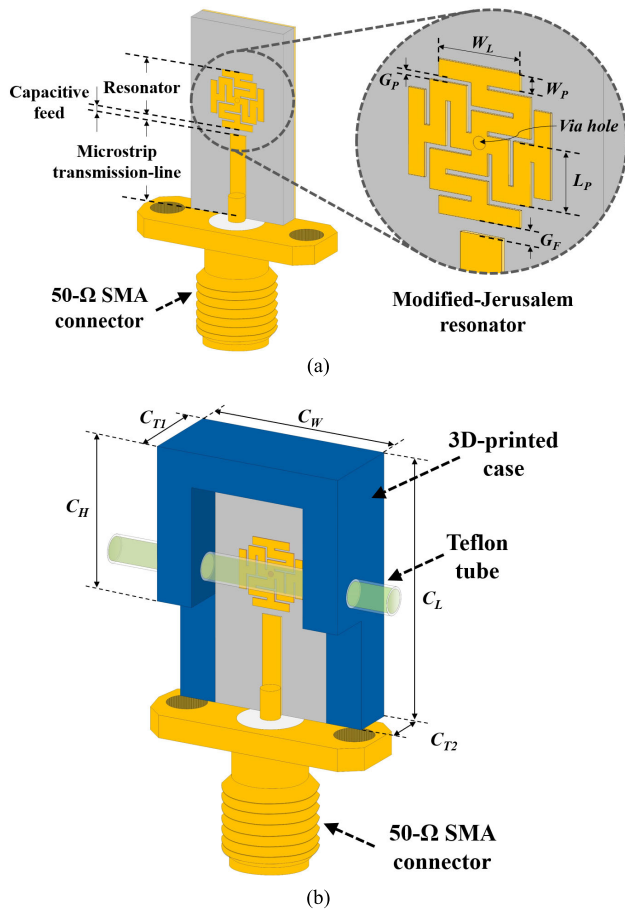 Resonator
Capacitive
feed
Microstrip
transmission-line
50-Ω SMA
connector
W_L
G_P
W_P
Via hole
L_P
G_F
Modified-Jerusalem
resonator
(a)
C_T1
C_W
3D-printed
case
C_H
Teflon
tube
C_L
C_T2
50-Ω SMA
connector
(b)